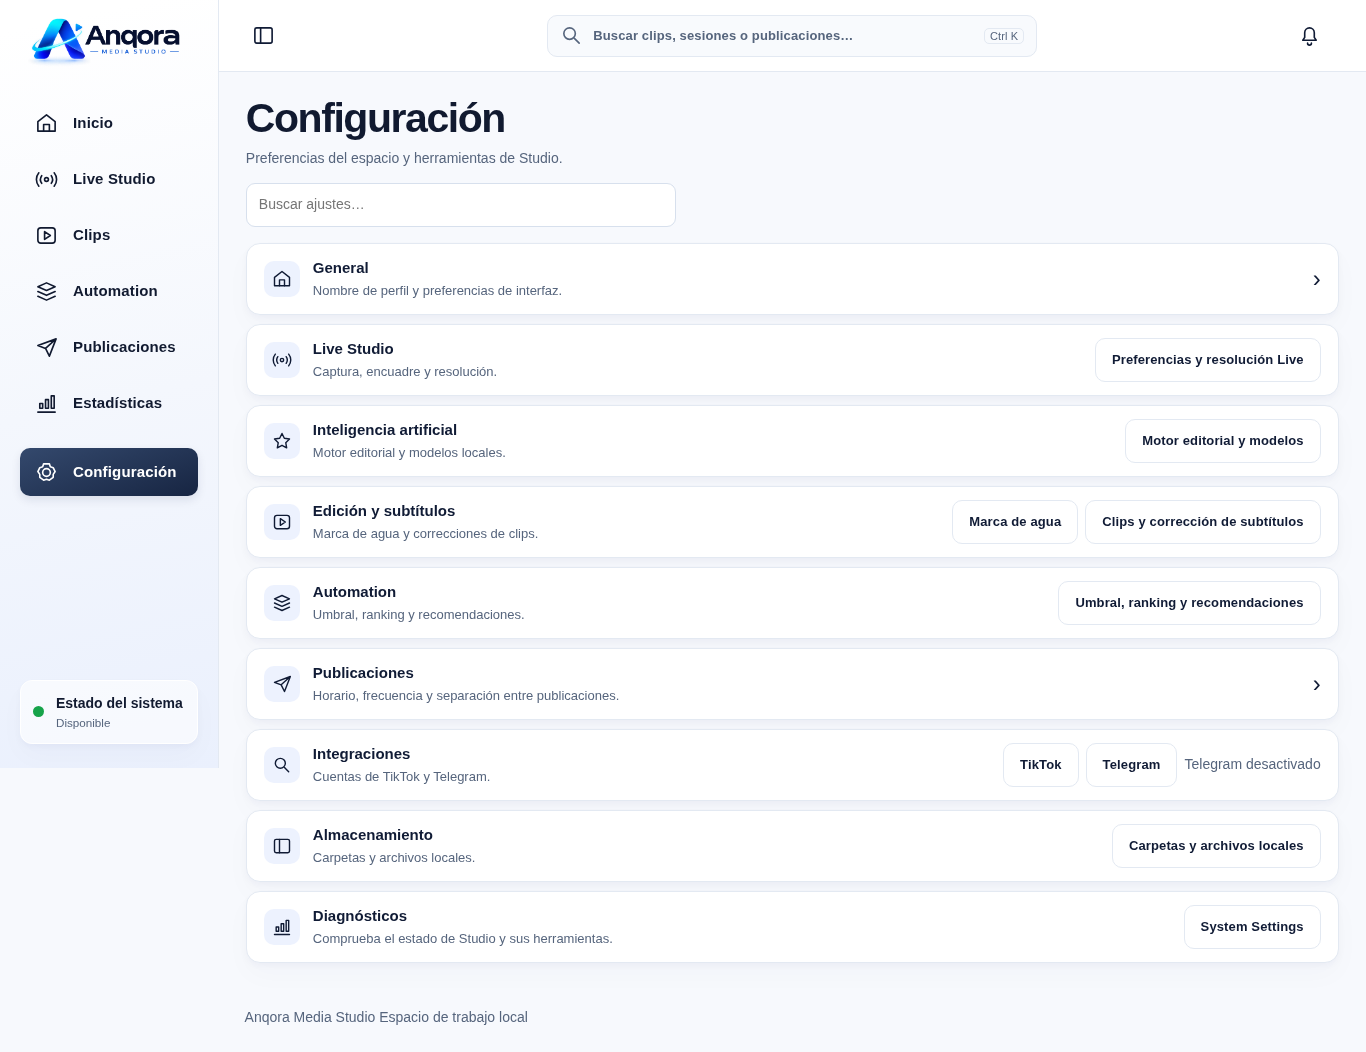 Anqora
MEDIA STUDIO
Buscar clips, sesiones o publicaciones…
Ctrl K
Inicio
Live Studio
Clips
Automation
Publicaciones
Estadísticas
Configuración
Estado del sistema
Disponible
Configuración
Preferencias del espacio y herramientas de Studio.
Buscar ajustes…
General
Nombre de perfil y preferencias de interfaz.
Live Studio
Captura, encuadre y resolución.
Preferencias y resolución Live
Inteligencia artificial
Motor editorial y modelos locales.
Motor editorial y modelos
Edición y subtítulos
Marca de agua y correcciones de clips.
Marca de agua
Clips y corrección de subtítulos
Automation
Umbral, ranking y recomendaciones.
Umbral, ranking y recomendaciones
Publicaciones
Horario, frecuencia y separación entre publicaciones.
Integraciones
Cuentas de TikTok y Telegram.
TikTok
Telegram
Telegram desactivado
Almacenamiento
Carpetas y archivos locales.
Carpetas y archivos locales
Diagnósticos
Comprueba el estado de Studio y sus herramientas.
System Settings
Anqora Media Studio Espacio de trabajo local